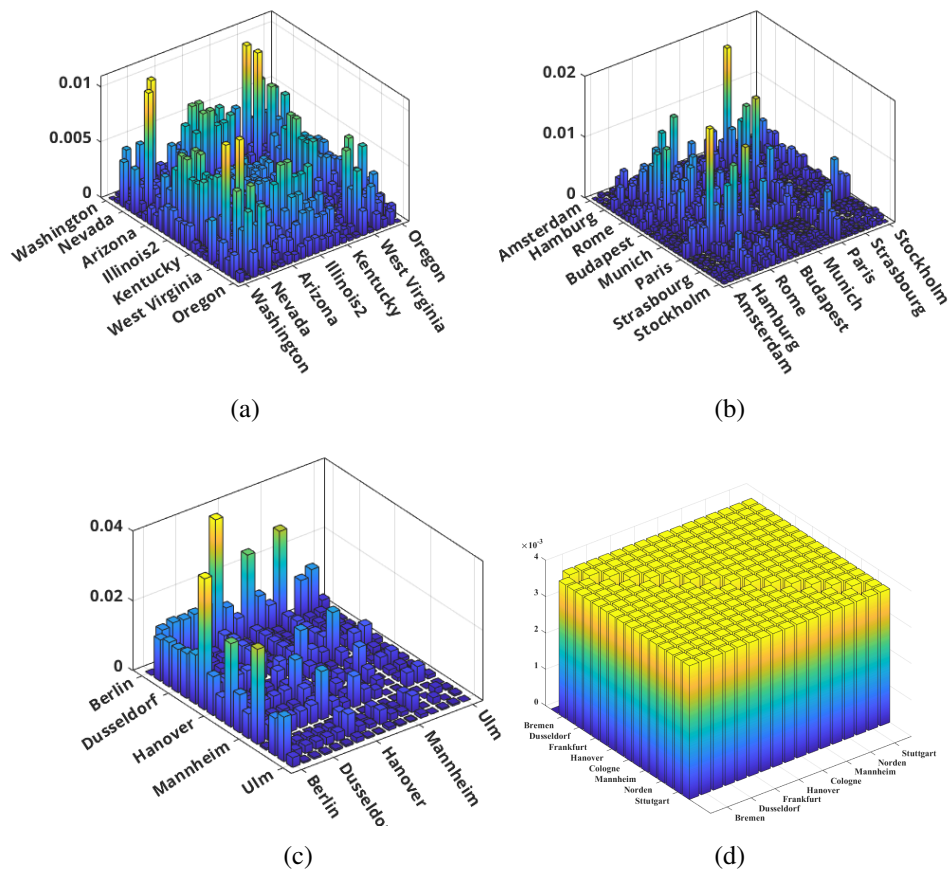 0.01
0.005
0
Washington
Nevada
Arizona
Illinois2
Kentucky
West Virginia
Oregon
Oregon
West Virginia
Kentucky
Illinois2
Arizona
Nevada
Washington
(a)
0.02
0.01
0
Amsterdam
Hamburg
Rome
Budapest
Munich
Paris
Strasbourg
Stockholm
Stockholm
Strasbourg
Paris
Munich
Budapest
Rome
Hamburg
Amsterdam
(b)
0.04
0.02
0
Berlin
Dusseldorf
Hanover
Mannheim
Ulm
Ulm
Mannheim
Hanover
Dusseldo
Berlin
(c)
×10⁻³
4
3
2
1
0
Bremen
Dusseldorf
Frankfurt
Hanover
Cologne
Mannheim
Norden
Sttutgart
Stuttgart
Norden
Mannheim
Cologne
Hanover
Frankfurt
Dusseldorf
Bremen
(d)